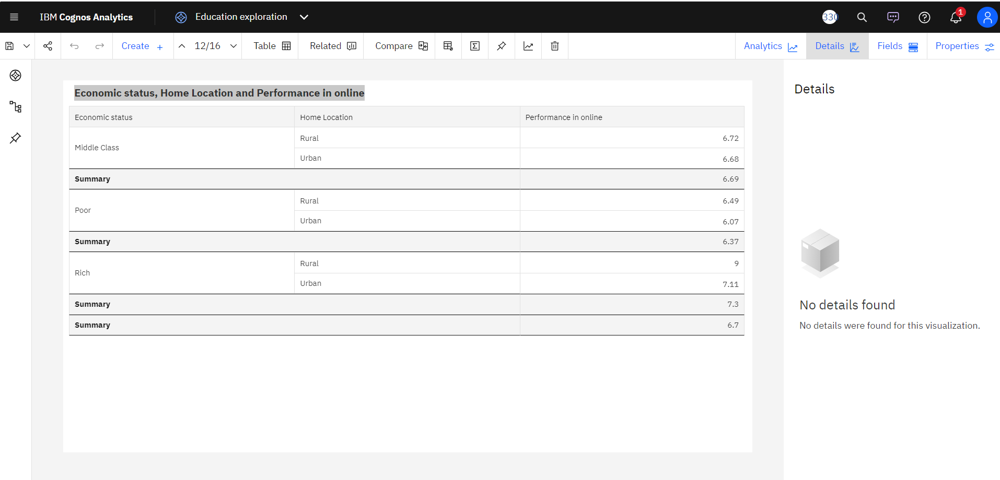 IBM Cognos Analytics Education exploration 330 1
Create + 12/16 Table Related Compare Analytics Details Fields Properties
Details
Economic status, Home Location and Performance in online
Economic status Home Location Performance in online
Middle Class Rural 6.72
Urban 6.68
Summary 6.69
Poor Rural 6.49
Urban 6.07
Summary 6.37
Rich Rural 9
Urban 7.11
Summary 7.3
Summary 6.7
No details found
No details were found for this visualization.